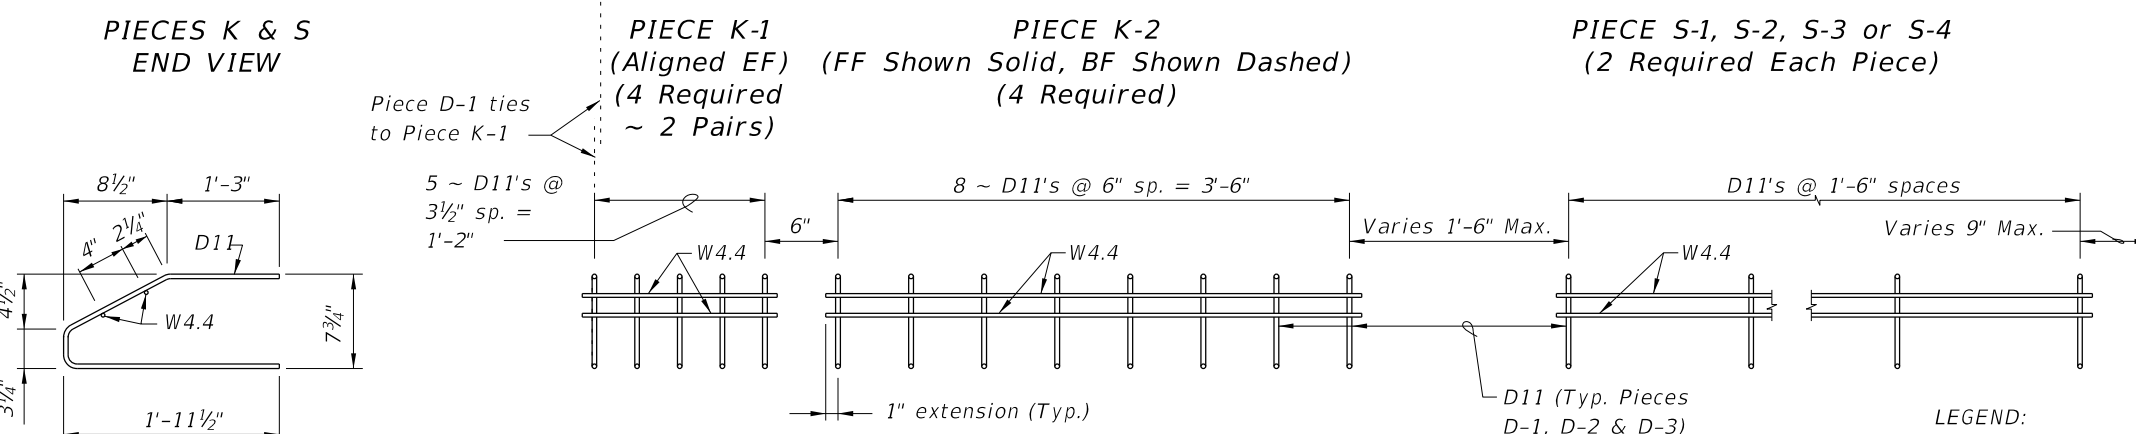 PIECES K & S
END VIEW
8½"
1'-3"
4"
2¼"
D11
4½"
W4.4
7¾"
3¼"
1'-11½"
PIECE K-1
(Aligned EF)
(4 Required
~ 2 Pairs)
Piece D-1 ties
to Piece K-1
5 ~ D11's @
3½" sp. =
1'-2"
W4.4
6"
PIECE K-2
(FF Shown Solid, BF Shown Dashed)
(4 Required)
8 ~ D11's @ 6" sp. = 3'-6"
W4.4
1" extension (Typ.)
Varies 1'-6" Max.
D11 (Typ. Pieces
D-1, D-2 & D-3)
PIECE S-1, S-2, S-3 or S-4
(2 Required Each Piece)
D11's @ 1'-6" spaces
Varies 9" Max.
W4.4
LEGEND: